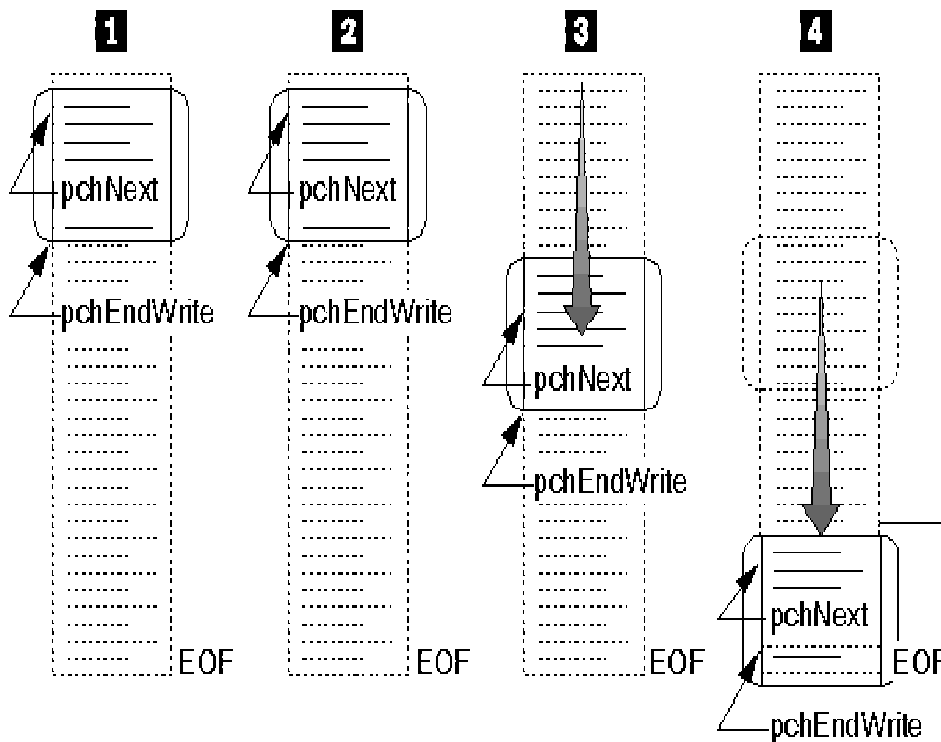 1 2 3 4
pchNext
pchEndWrite
EOF
pchNext
pchEndWrite
EOF
pchNext
pchEndWrite
EOF
pchNext
EOF
pchEndWrite